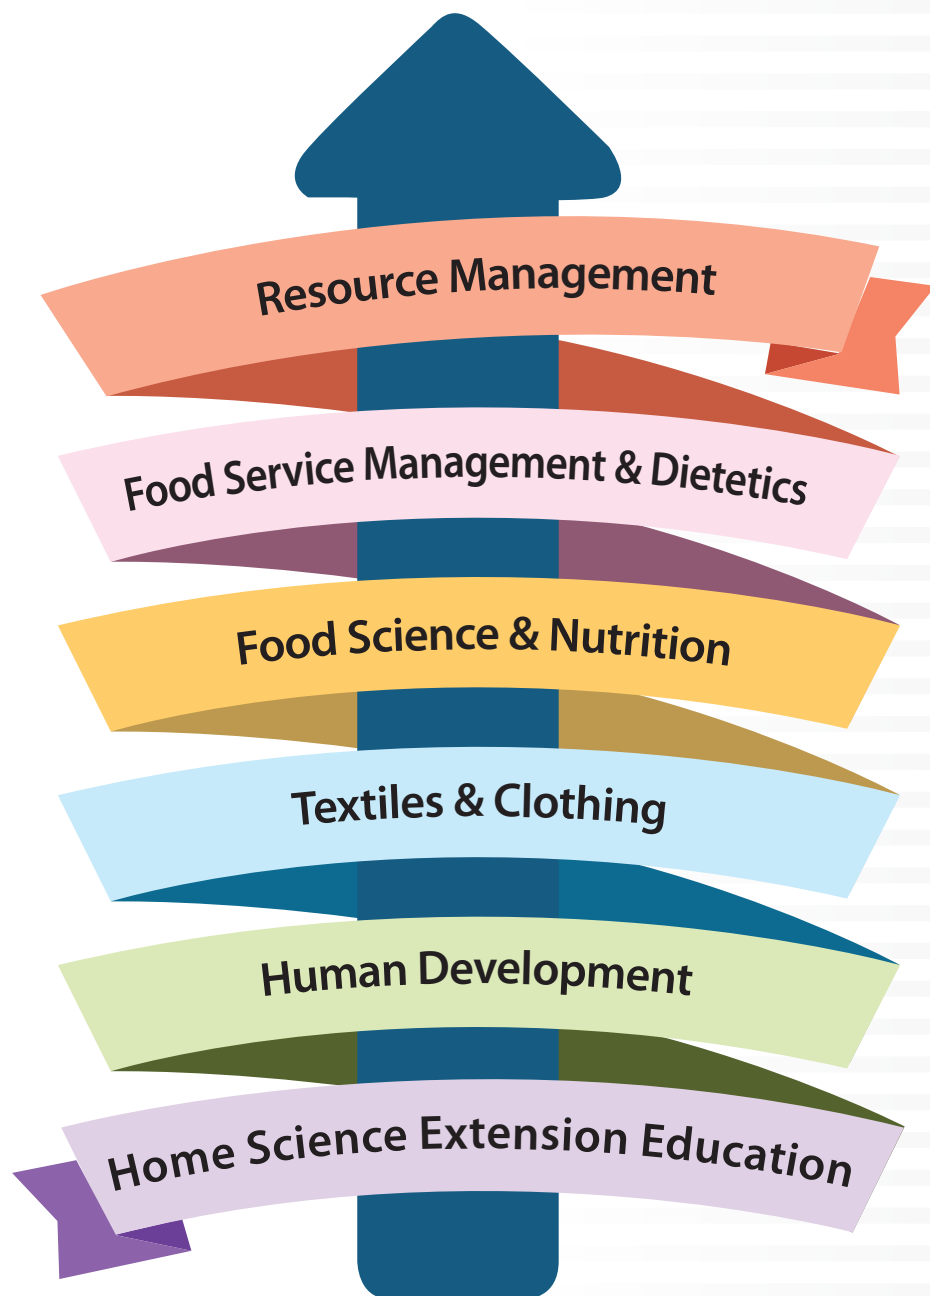 Resource Management
Food Service Management & Dietetics
Food Science & Nutrition
Textiles & Clothing
Human Development
Home Science Extension Education